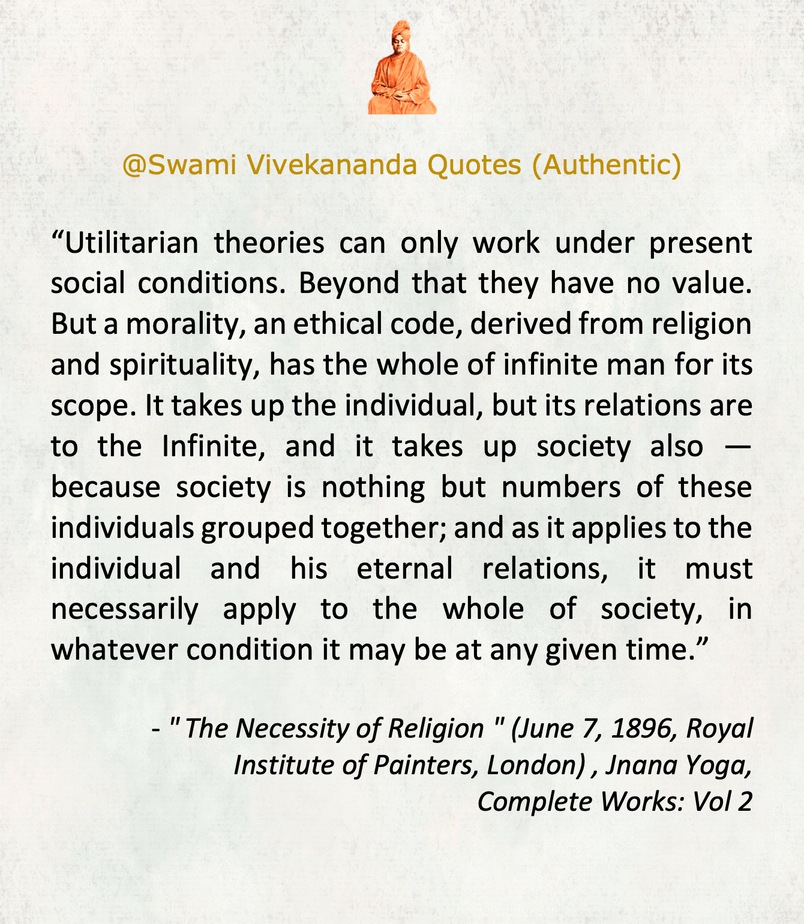 @Swami Vivekananda Quotes (Authentic)
“Utilitarian theories can only work under present
social conditions. Beyond that they have no value.
But a morality, an ethical code, derived from religion
and spirituality, has the whole of infinite man for its
scope. It takes up the individual, but its relations are
to the Infinite, and it takes up society also —
because society is nothing but numbers of these
individuals grouped together; and as it applies to the
individual and his eternal relations, it must
necessarily apply to the whole of society, in
whatever condition it may be at any given time.”
- " The Necessity of Religion " (June 7, 1896, Royal
Institute of Painters, London) , Jnana Yoga,
Complete Works: Vol 2